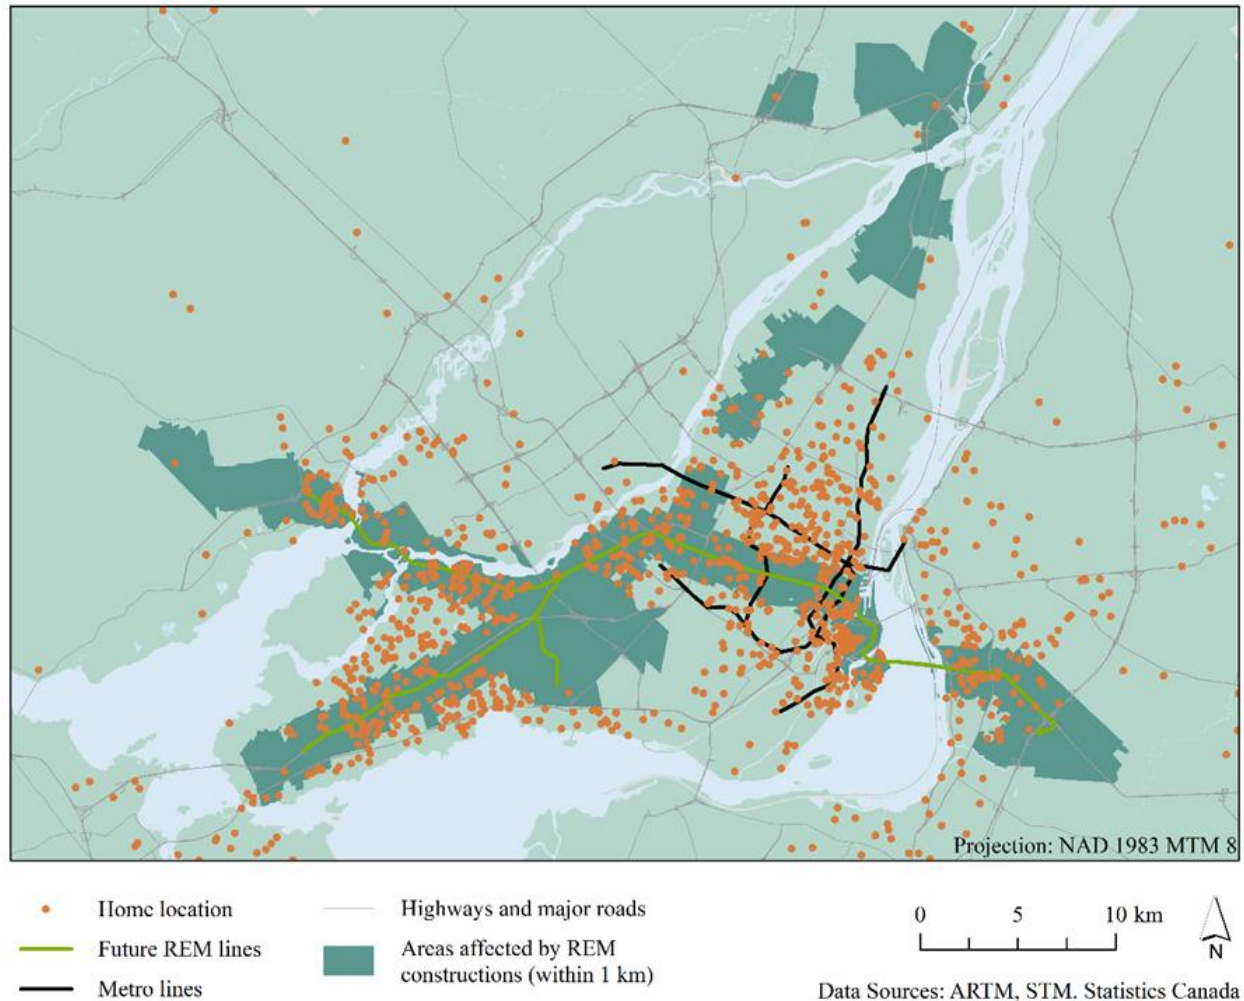 Projection: NAD 1983 MTM 8
Home location
Future REM lines
Metro lines
Highways and major roads
Areas affected by REM
constructions (within 1 km)
0 5 10 km
N
Data Sources: ARTM, STM. Statistics Canada